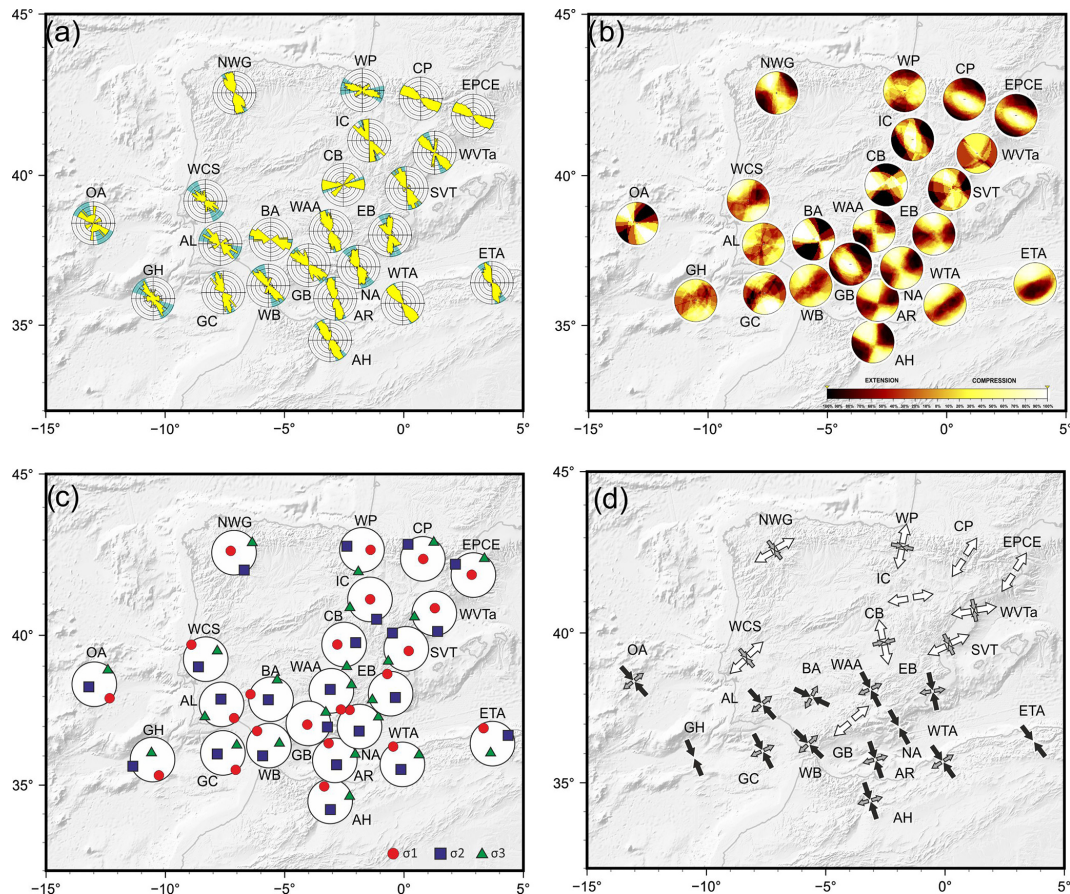 (a)
45°
40°
35°
−15° −10° −5° 0° 5°
NWG
WP
CP
EPCE
IC
WVTa
WCS
CB
OA
SVT
BA
WAA
EB
AL
ETA
GH
WTA
GB
NA
GC
WB
AR
AH
(b)
45°
40°
35°
−10° −5° 0° 5°
NWG
WP
CP
EPCE
IC
WVTa
WCS
CB
OA
SVT
BA
WAA
EB
AL
ETA
GH
WTA
GB
NA
GC
WB
AR
AH
EXTENSION COMPRESSION
(c)
45°
40°
35°
−15° −10° −5° 0° 5°
NWG
WP
CP
EPCE
IC
WVTa
WCS
CB
OA
SVT
BA
WAA
EB
AL
ETA
GH
WTA
GB
NA
GC
WB
AR
AH
σ1 σ2 σ3
(d)
45°
40°
35°
−15° −10° −5° 0° 5°
NWG
WP
CP
EPCE
IC
WVTa
WCS
CB
OA
SVT
BA
WAA
EB
AL
ETA
GH
WTA
GB
NA
GC
WB
AR
AH